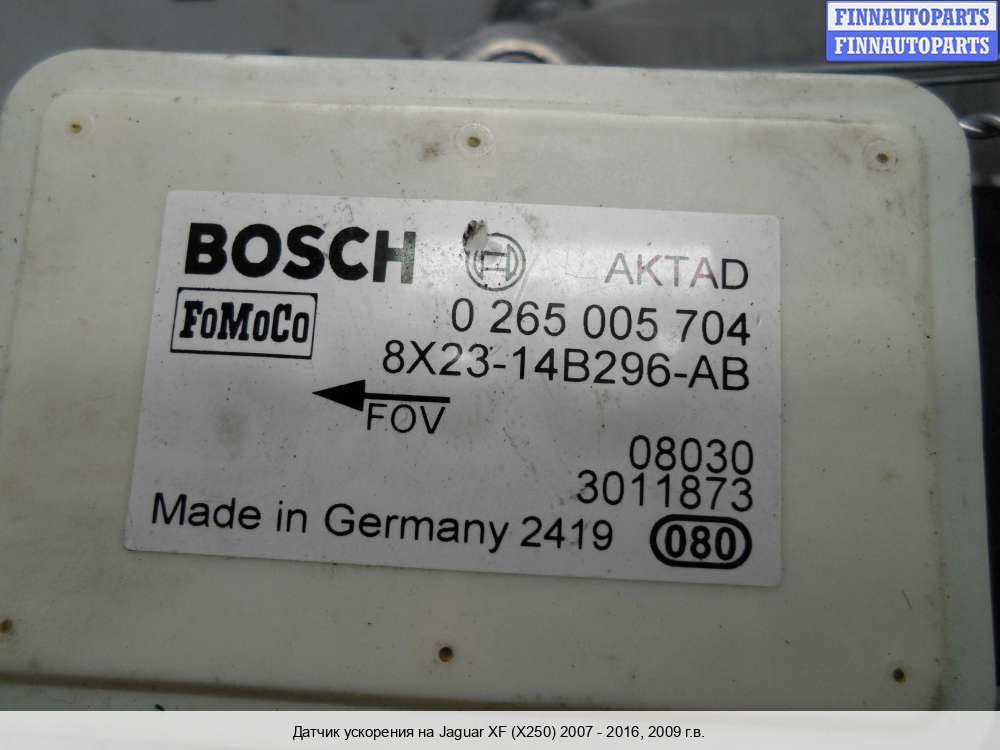 FINNAUTOPARTS
FINNAUTOPARTS
BOSCH
AKTAD
FoMoCo
0 265 005 704
8X23-14B296-AB
FOV
08030
3011873
Made in Germany 2419
080
Датчик ускорения на Jaguar XF (X250) 2007 - 2016, 2009 г.в.